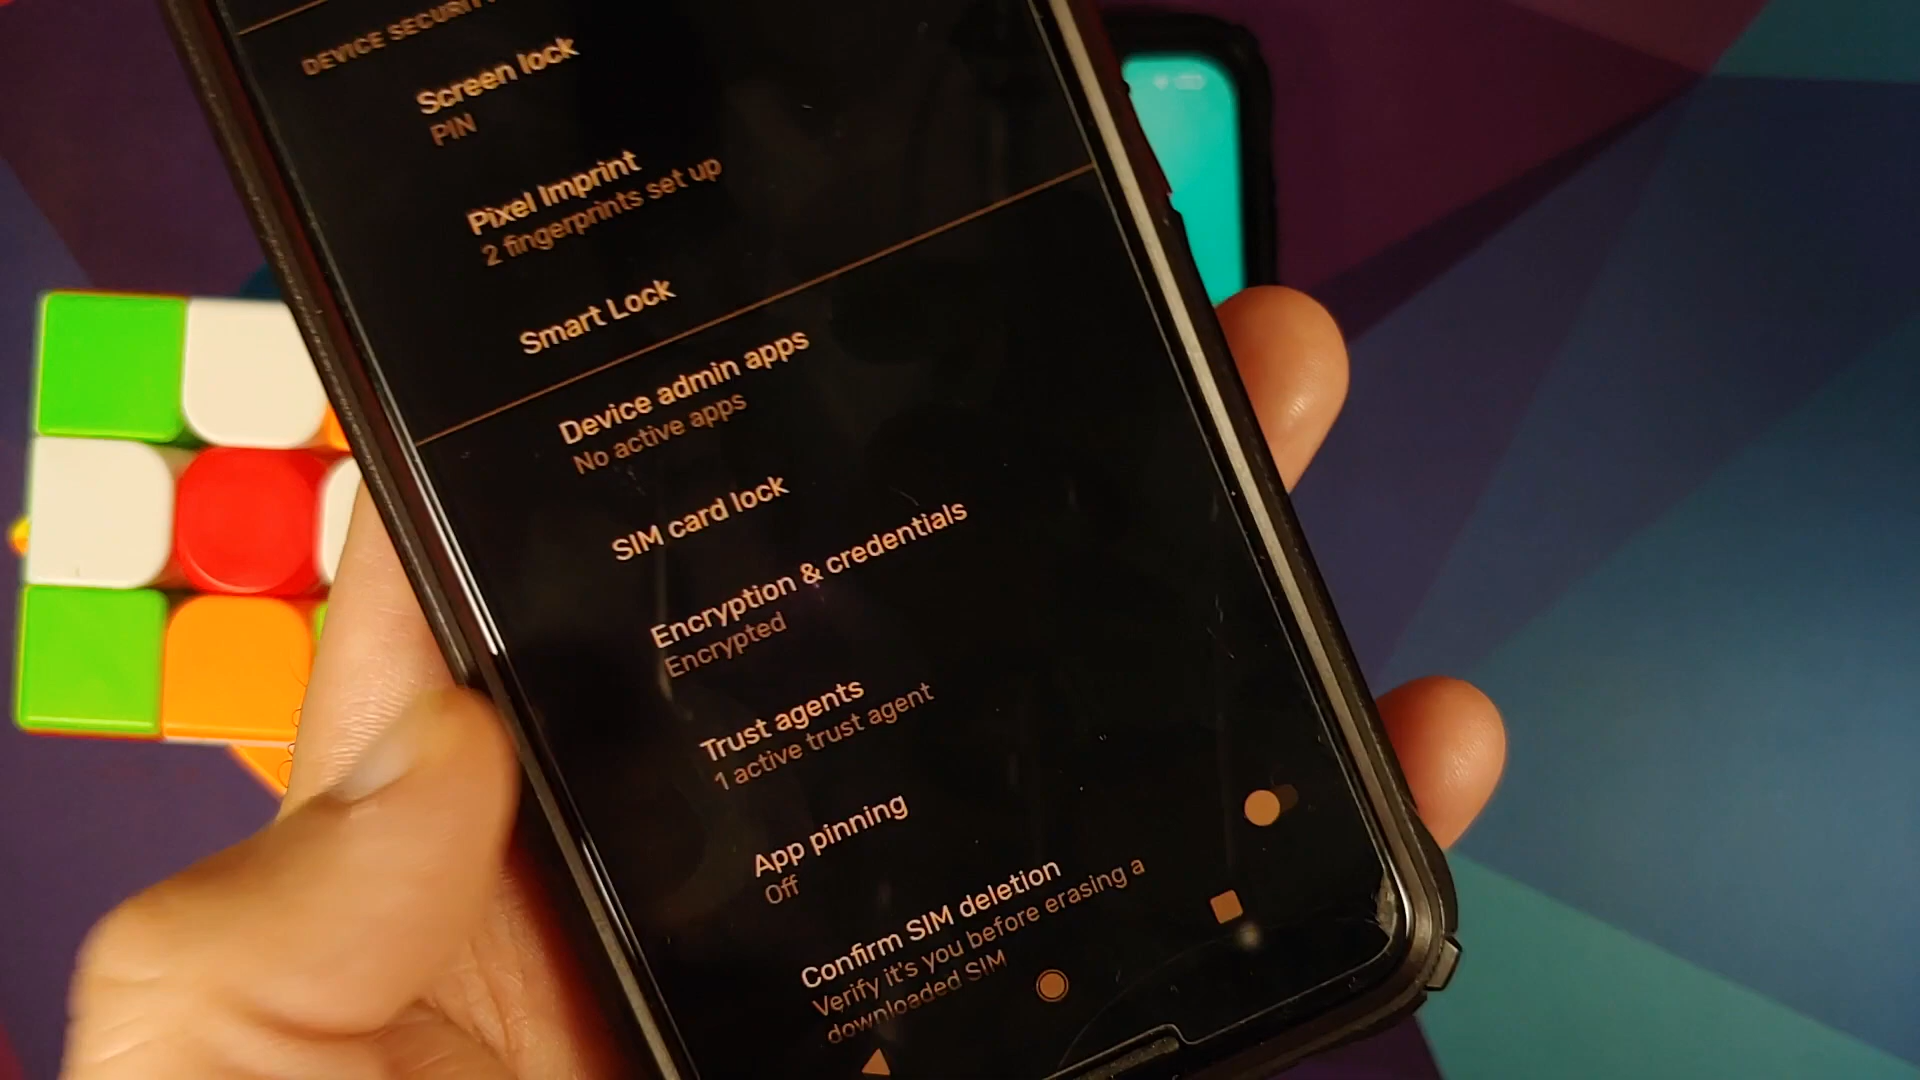 DEVICE SECURITY
Screen lock
PIN
Pixel Imprint
2 fingerprints set up
Smart Lock
Device admin apps
No active apps
SIM card lock
Encryption & credentials
Encrypted
Trust agents
1 active trust agent
App pinning
Off
Confirm SIM deletion
Verify it's you before erasing a
downloaded SIM